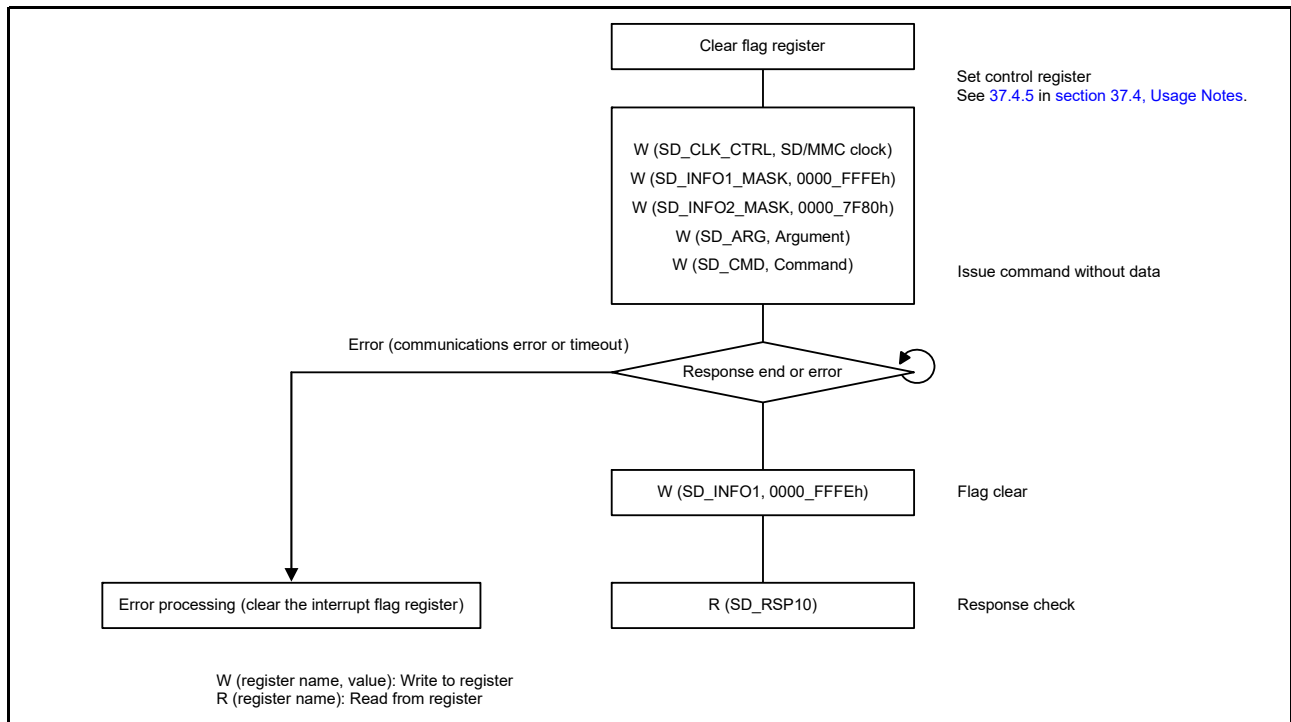 Clear flag register
Set control register
See 37.4.5 in section 37.4, Usage Notes.
W (SD_CLK_CTRL, SD/MMC clock)
W (SD_INFO1_MASK, 0000_FFFEh)
W (SD_INFO2_MASK, 0000_7F80h)
W (SD_ARG, Argument)
W (SD_CMD, Command)
Issue command without data
Error (communications error or timeout)
Response end or error
W (SD_INFO1, 0000_FFFEh)
Flag clear
Error processing (clear the interrupt flag register)
R (SD_RSP10)
Response check
W (register name, value): Write to register
R (register name): Read from register